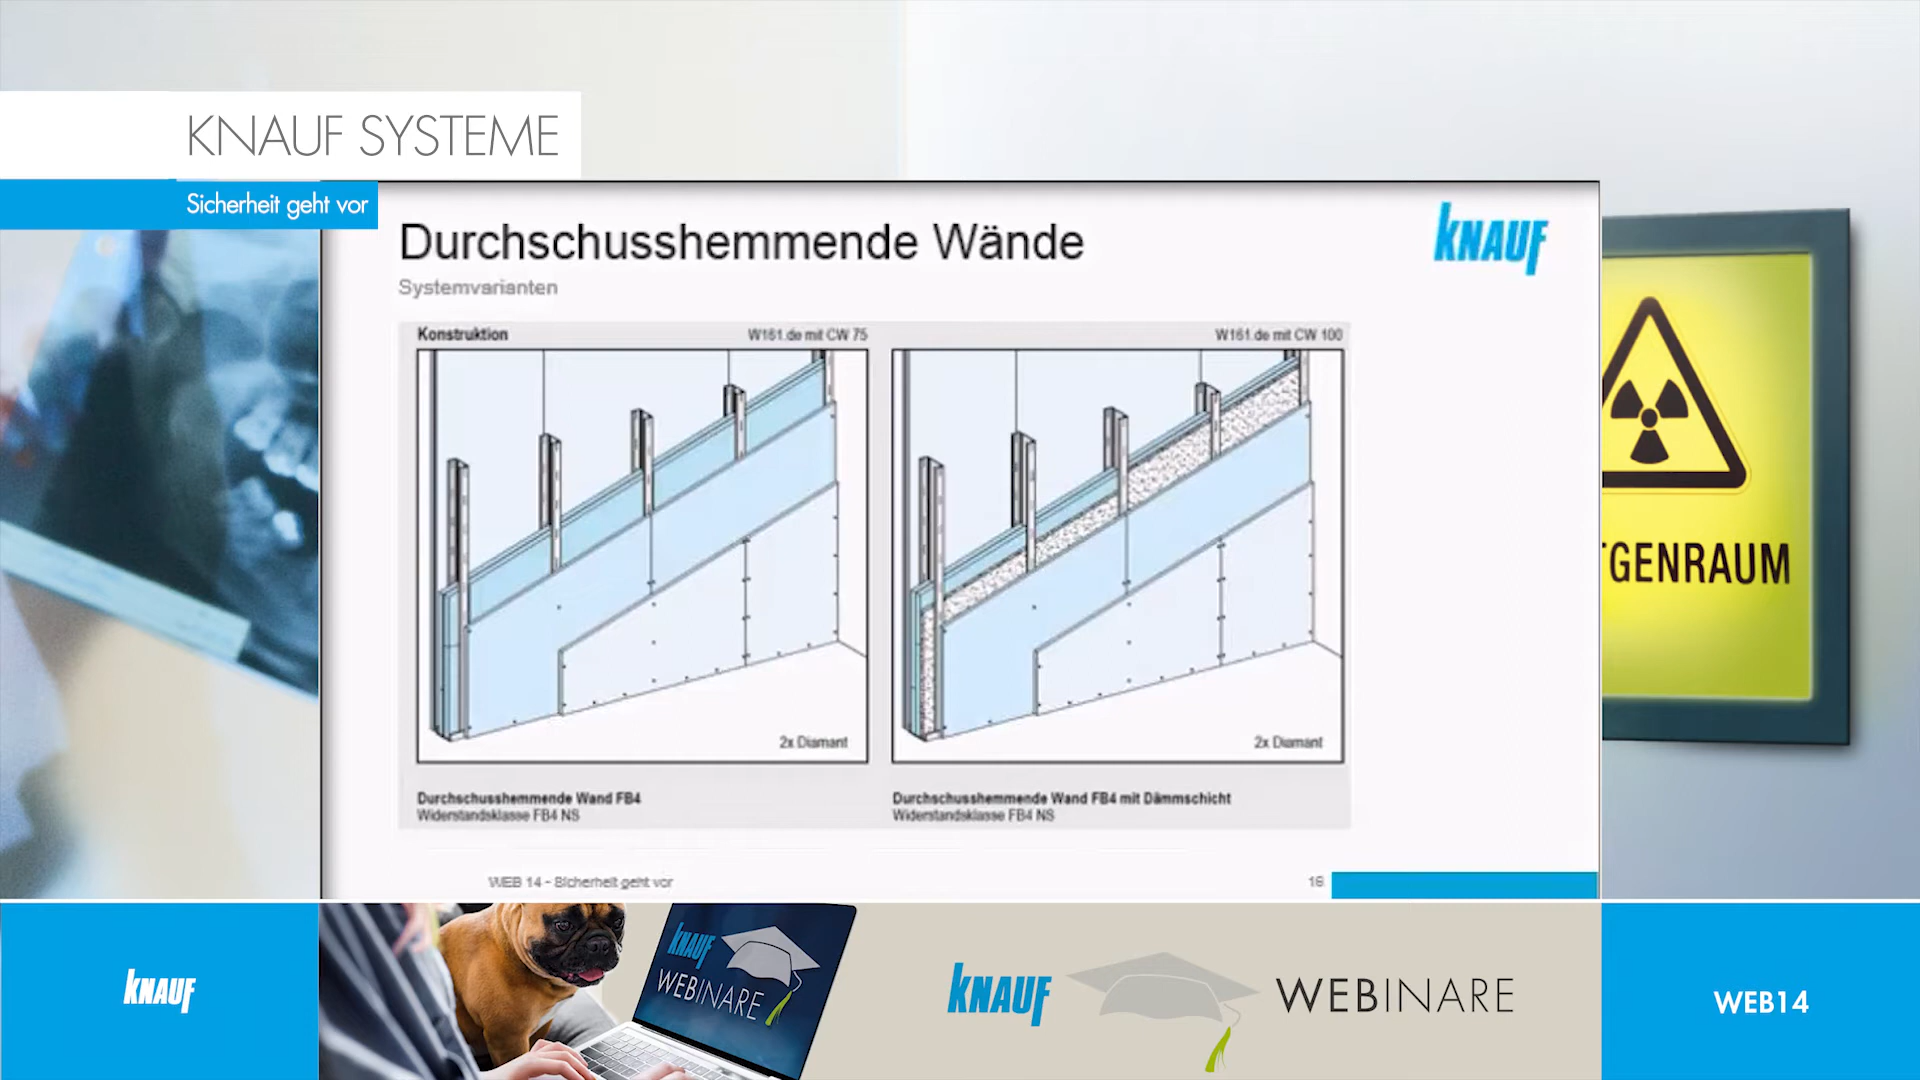 KNAUF SYSTEME
Sicherheit geht vor
Durchschusshemmende Wände
KNAUF
Systemvarianten
Konstruktion
W161.de mit CW 75
W161.de mit CW 100
2x Diamant
2x Diamant
Durchschusshemmende Wand FB4
Widerstandsklasse FB4 NS
Durchschusshemmende Wand FB4 mit Dämmschicht
Widerstandsklasse FB4 NS
TGENRAUM
WEB 14 - Sicherheit geht vor
16
KNAUF
KNAUF
WEBINARE
KNAUF
WEBINARE
WEB14